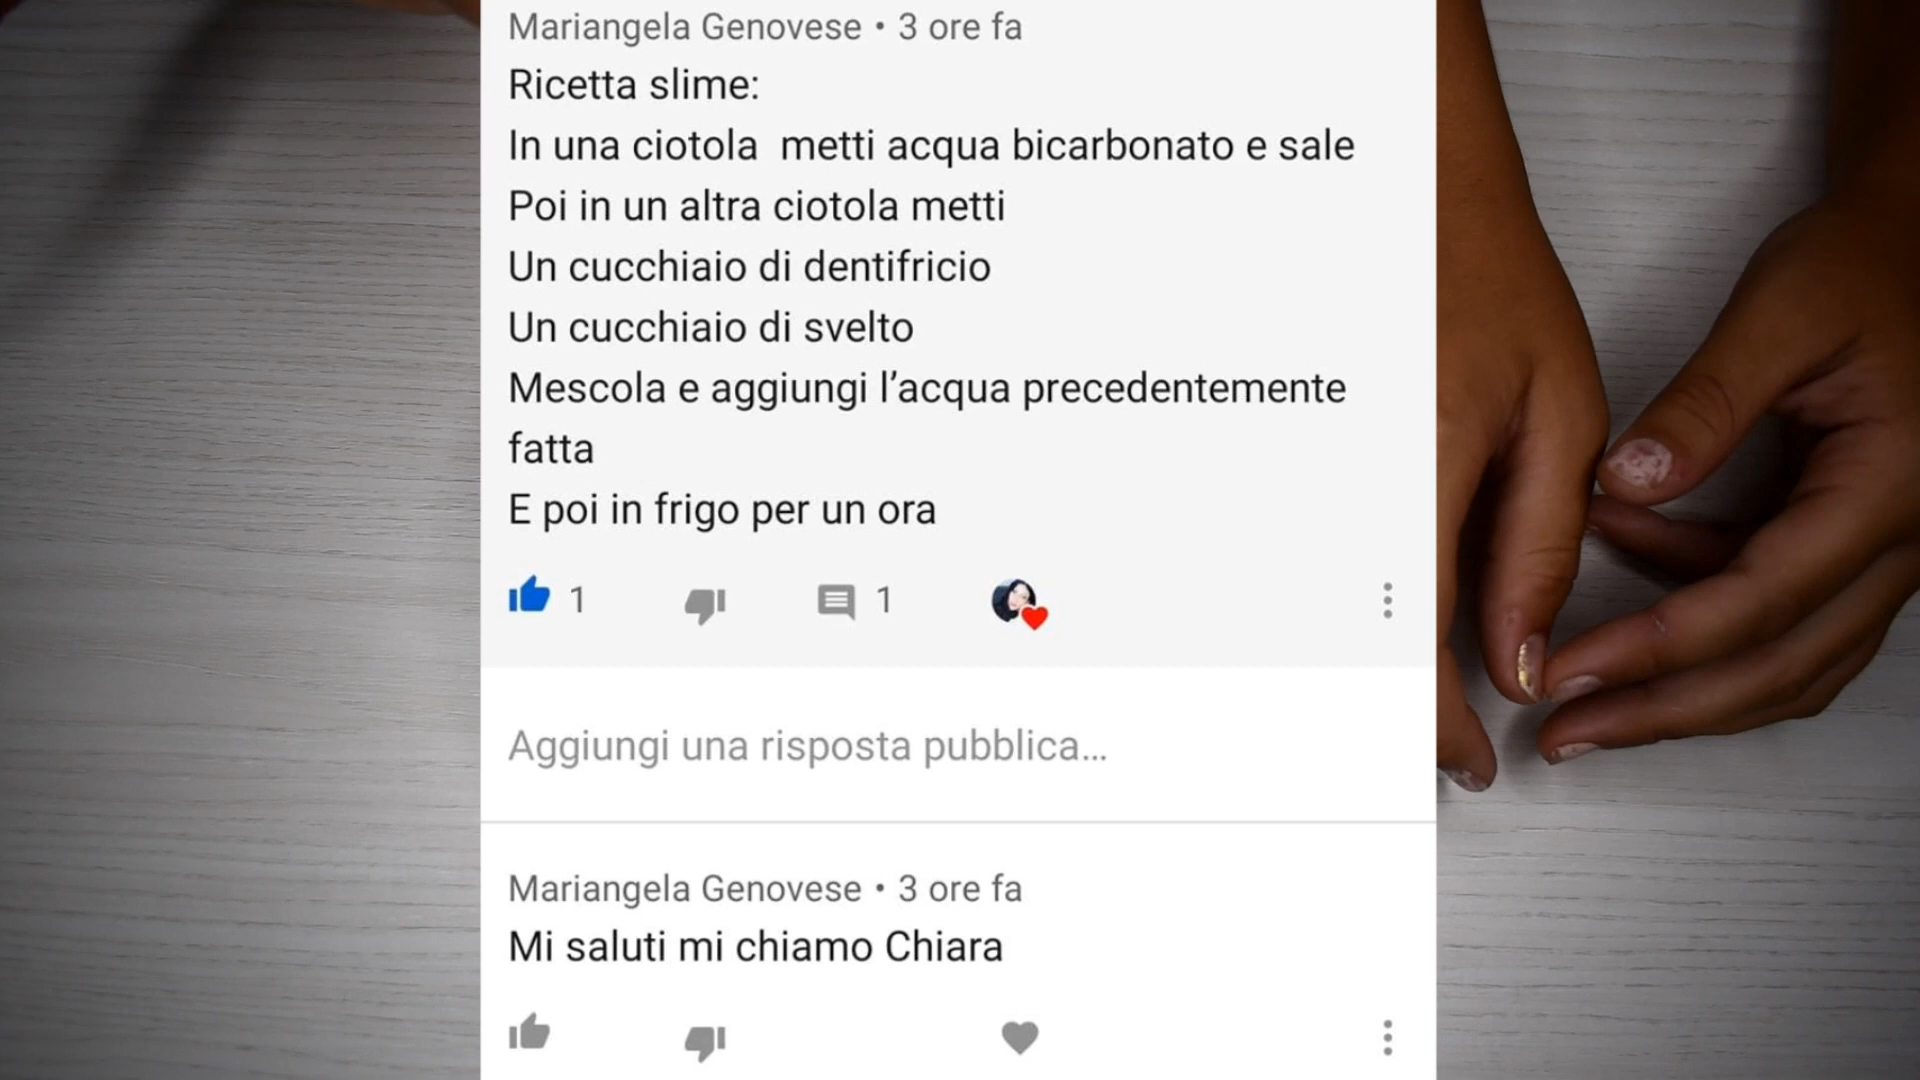 Mariangela Genovese • 3 ore fa
Ricetta slime:
In una ciotola  metti acqua bicarbonato e sale
Poi in un altra ciotola metti
Un cucchiaio di dentifricio
Un cucchiaio di svelto
Mescola e aggiungi l’acqua precedentemente
fatta
E poi in frigo per un ora
1
1
Aggiungi una risposta pubblica...
Mariangela Genovese • 3 ore fa
Mi saluti mi chiamo Chiara